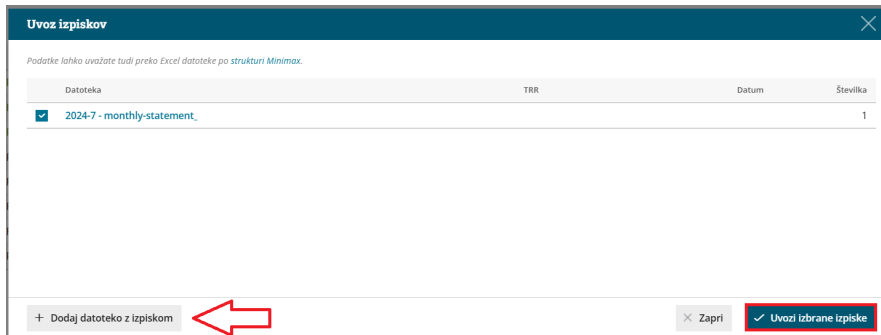 Uvoz izpiskov
Podatke lahko uvažate tudi preko Excel datoteke po strukturi Minimax.
Datoteka TRR Datum Številka
2024-7 - monthly-statement_ 1
+ Dodaj datoteko z izpiskom Zapri Uvozi izbrane izpiske